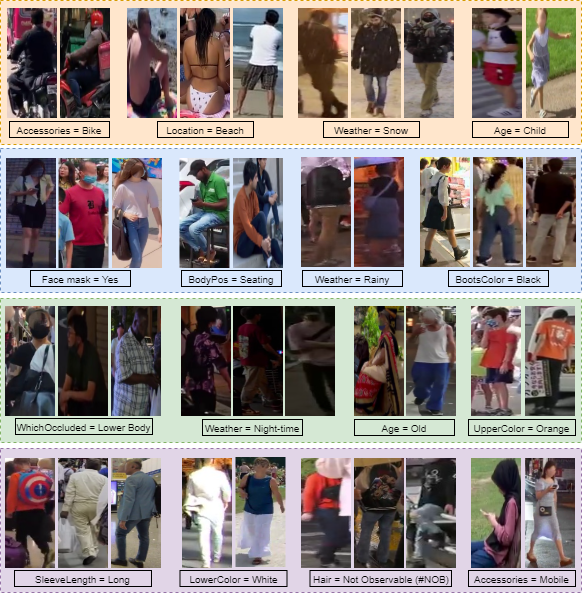 Accessories = Bike
Location = Beach
Weather = Snow
Age = Child
Face mask = Yes
BodyPos = Seating
Weather = Rainy
BootsColor = Black
WhichOccluded = Lower Body
Weather = Night-time
Age = Old
UpperColor = Orange
SleeveLength = Long
LowerColor = White
Hair = Not Observable (#NOB)
Accessories = Mobile